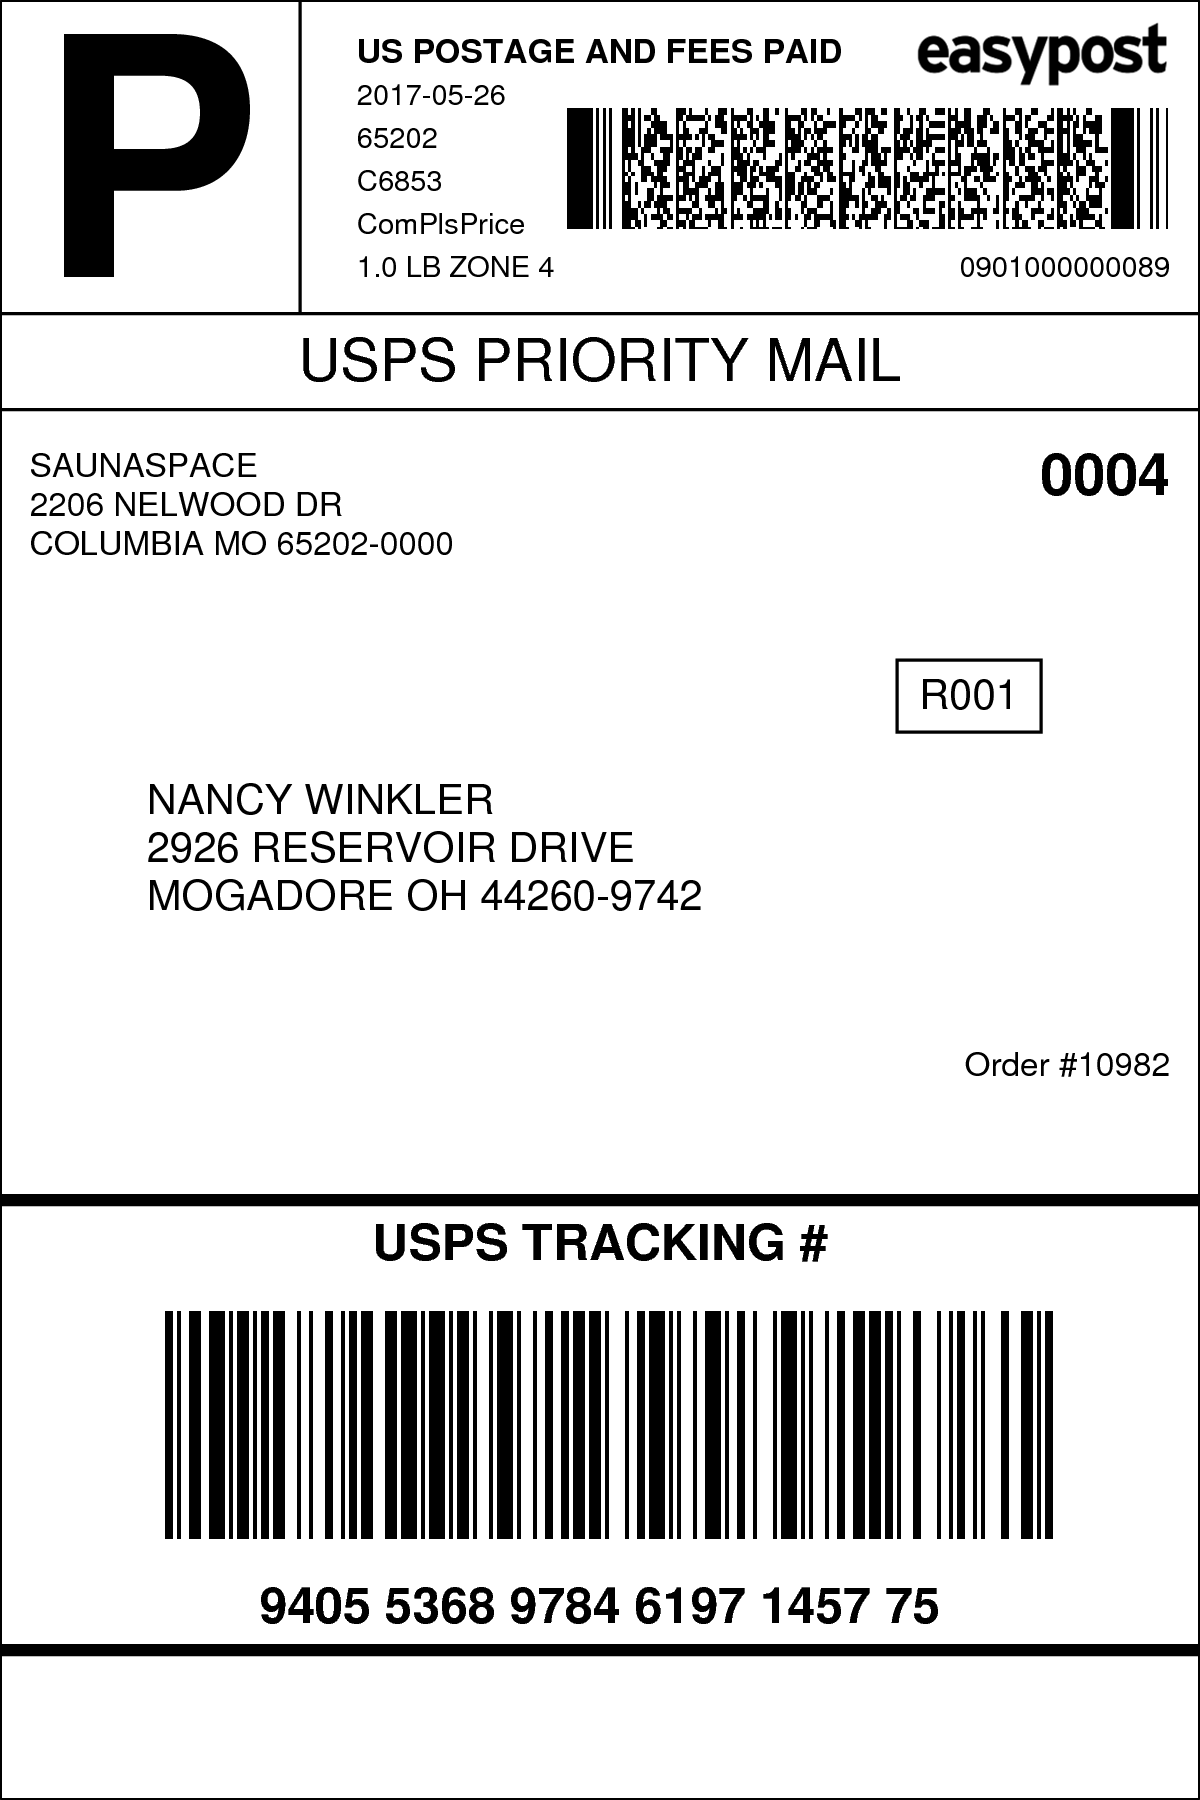 P
US POSTAGE AND FEES PAID
easypost
2017-05-26
65202
C6853
ComPlsPrice
1.0 LB ZONE 4
0901000000089
USPS PRIORITY MAIL
SAUNASPACE
2206 NELWOOD DR
COLUMBIA MO 65202-0000
0004
R001
NANCY WINKLER
2926 RESERVOIR DRIVE
MOGADORE OH 44260-9742
Order #10982
USPS TRACKING #
9405 5368 9784 6197 1457 75